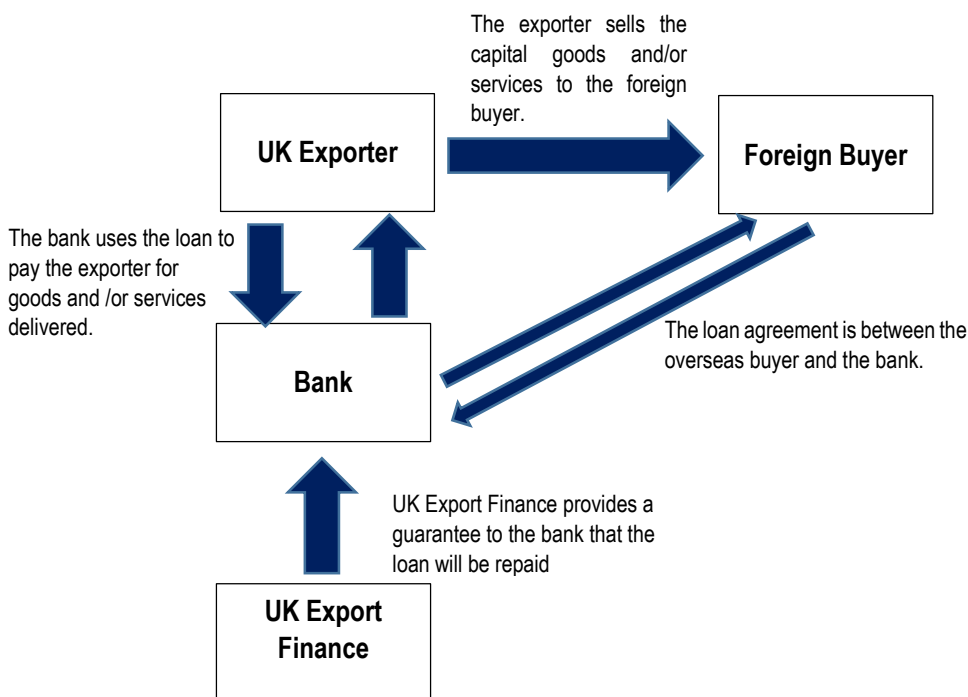 The exporter sells the
capital goods and/or
services to the foreign
buyer.
UK Exporter
Foreign Buyer
The bank uses the loan to
pay the exporter for
goods and /or services
delivered.
The loan agreement is between the
overseas buyer and the bank.
Bank
UK Export Finance provides a
guarantee to the bank that the
loan will be repaid
UK Export
Finance